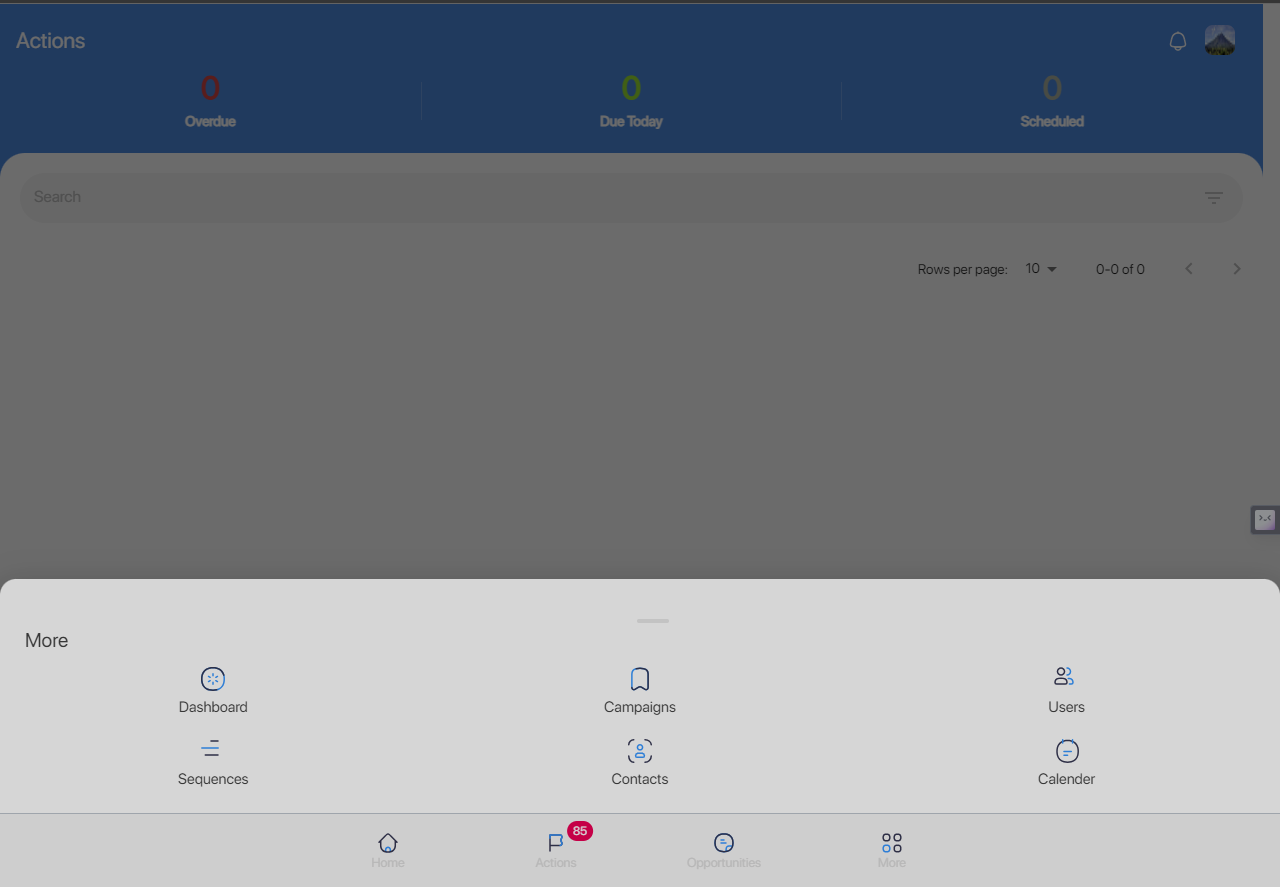 Actions
0
0
0
Overdue
Due Today
Scheduled
Search
Rows per page:
10
0-0 of 0
More
Dashboard
Campaigns
Users
Sequences
Contacts
Calender
85
Home
Actions
Opportunities
More